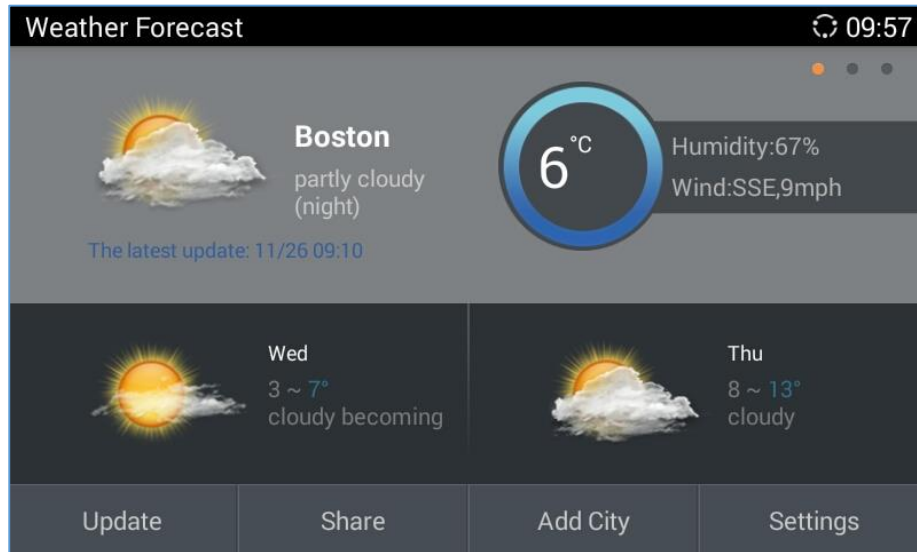 Weather Forecast
09:57
Boston
partly cloudy
(night)
The latest update: 11/26 09:10
6°C
Humidity:67%
Wind:SSE,9mph
Wed
3 ~ 7°
cloudy becoming
Thu
8 ~ 13°
cloudy
Update
Share
Add City
Settings